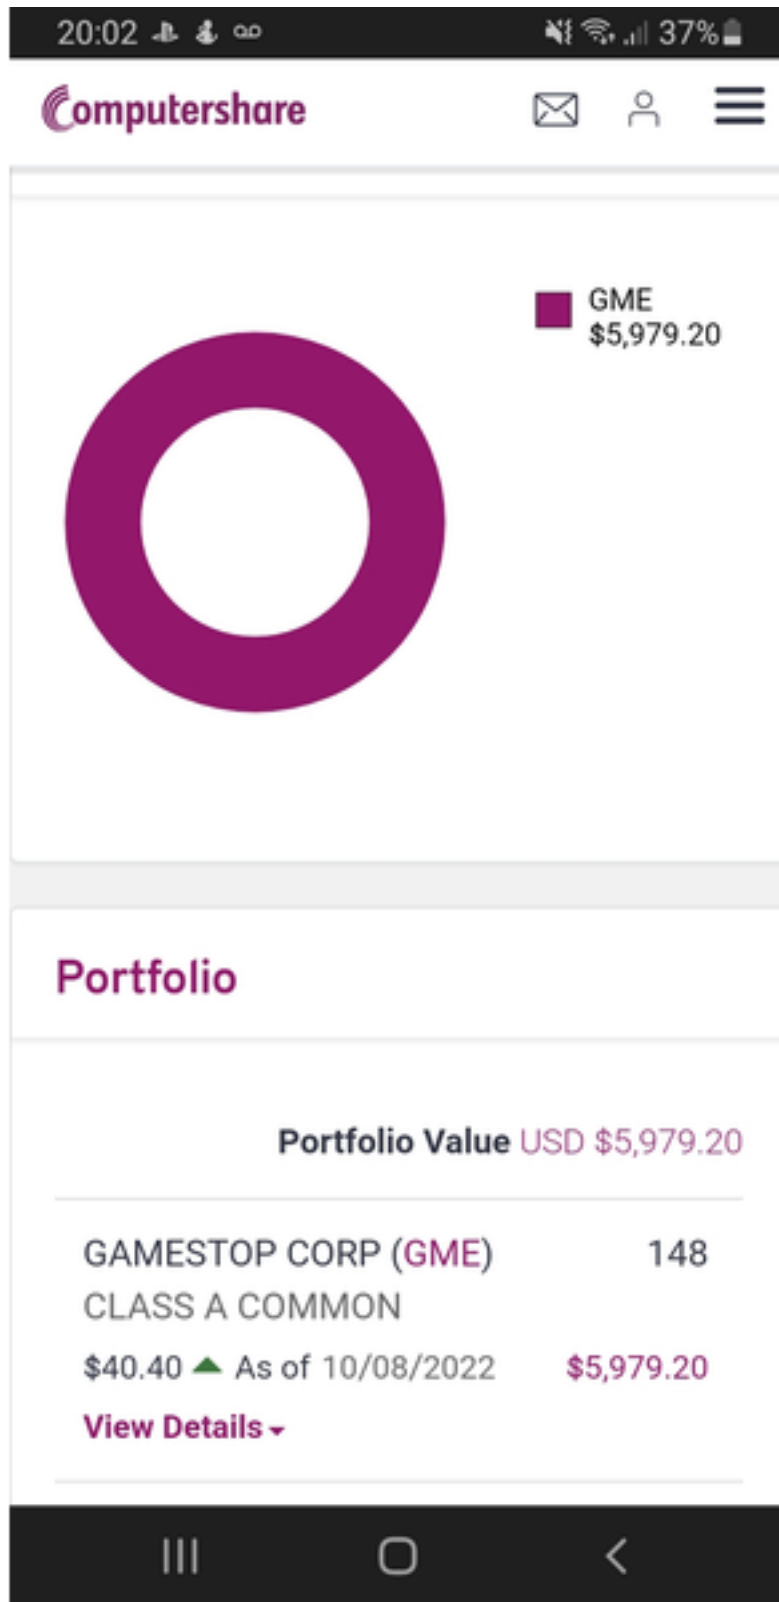 20:02 37%
Computershare
GME
$5,979.20
Portfolio
Portfolio Value USD $5,979.20
GAMESTOP CORP (GME) 148
CLASS A COMMON
$40.40 As of 10/08/2022 $5,979.20
View Details